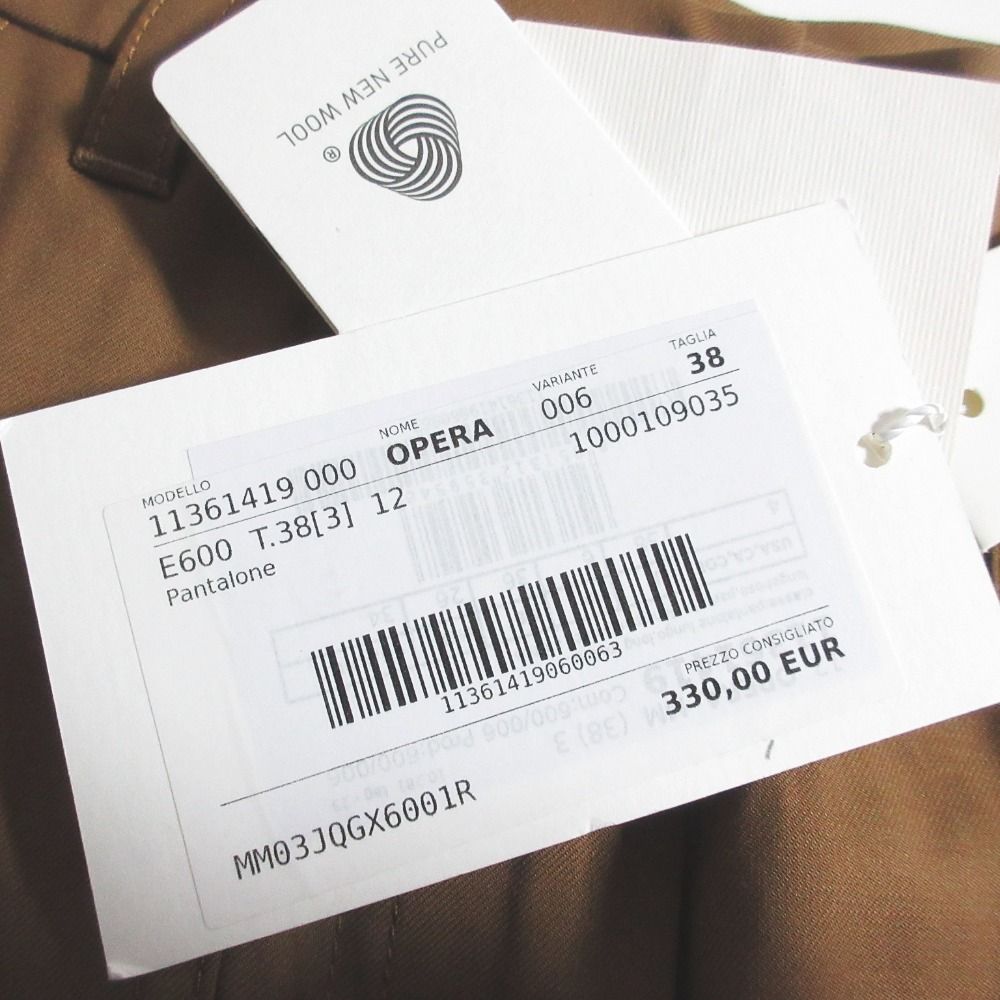 PURE NEW WOOL
®
MODELLO NOME VARIANTE TAGLIA
11361419 000 OPERA 006 38
E600 T.38[3] 12 1000109035
Pantalone
11361419060063
PREZZO CONSIGLIATO
330,00 EUR
MM03JQGX6001R